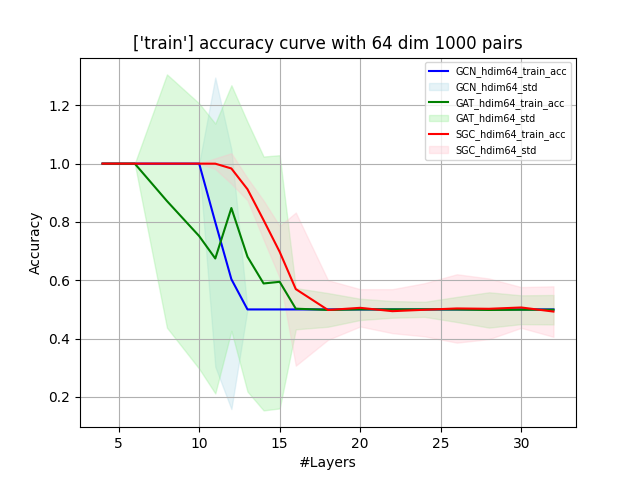 ['train'] accuracy curve with 64 dim 1000 pairs
GCN_hdim64_train_acc
GCN_hdim64_std
GAT_hdim64_train_acc
GAT_hdim64_std
SGC_hdim64_train_acc
SGC_hdim64_std
1.2
1.0
0.8
0.6
0.4
0.2
Accuracy
5 10 15 20 25 30
#Layers